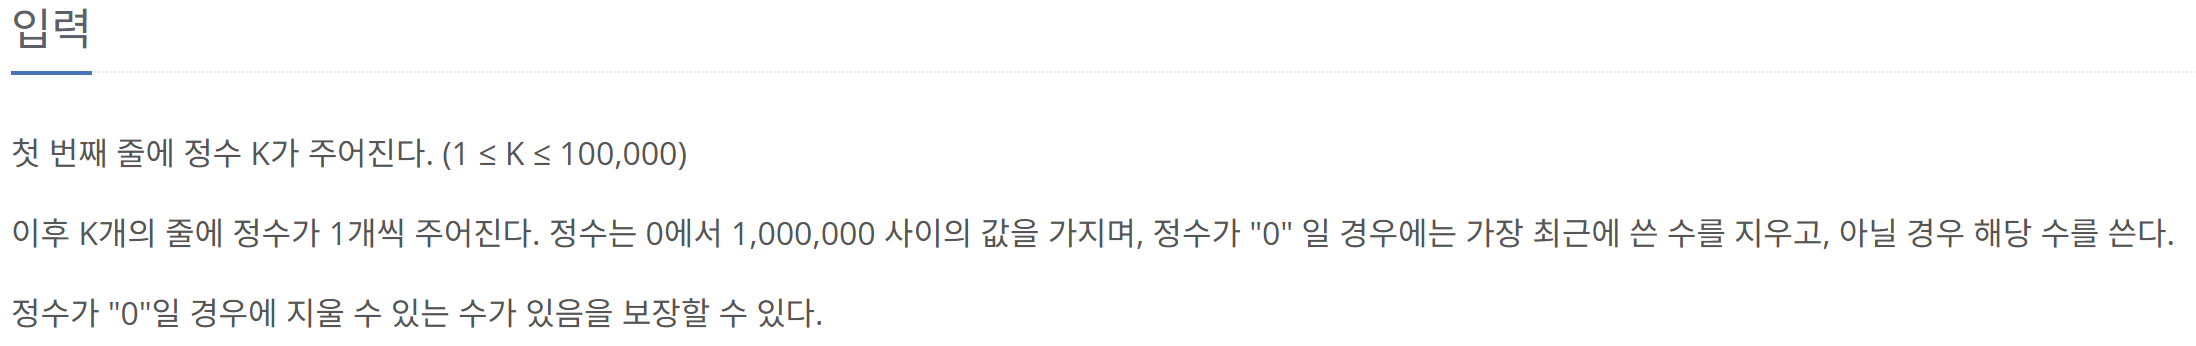 입력
첫 번째 줄에 정수 K가 주어진다. (1 ≤ K ≤ 100,000)
이후 K개의 줄에 정수가 1개씩 주어진다. 정수는 0에서 1,000,000 사이의 값을 가지며, 정수가 "0" 일 경우에는 가장 최근에 쓴 수를 지우고, 아닐 경우 해당 수를 쓴다.
정수가 "0"일 경우에 지울 수 있는 수가 있음을 보장할 수 있다.